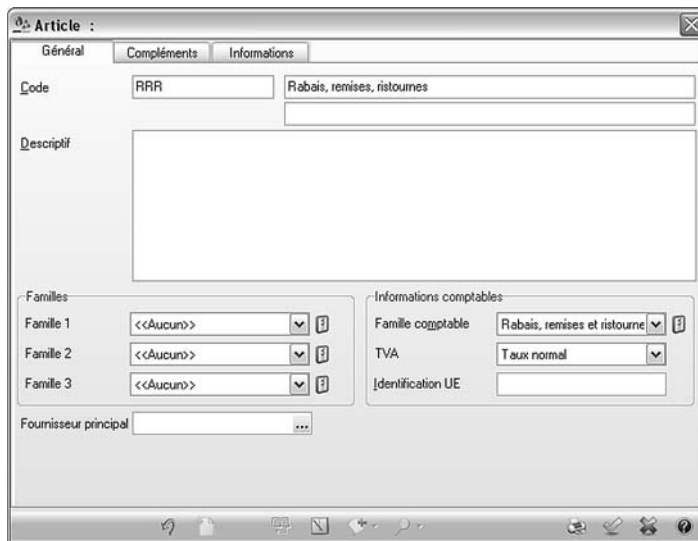 Article :
Général Compléments Informations
Code RRR Rabais, remises, ristournes
Descriptif
Familles
Famille 1 <<Aucun>>
Famille 2 <<Aucun>>
Famille 3 <<Aucun>>
Informations comptables
Famille comptable Rabais, remises et ristourne
TVA Taux normal
Identification UE
Fournisseur principal ...